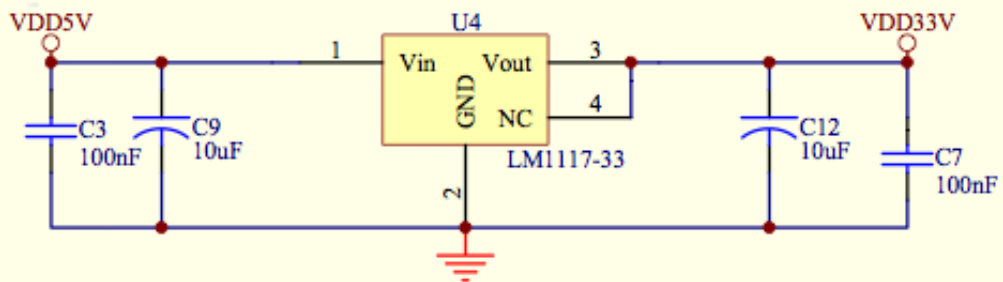 VDD5V
U4
VDD33V
1
Vin
Vout
3
GND
NC
4
C3
100nF
C9
10uF
LM1117-33
C12
10uF
C7
100nF
2